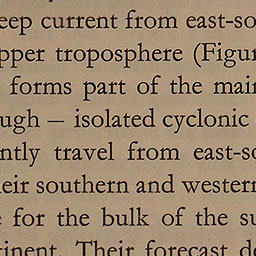 eep current from east-so
pper troposphere (Figur
forms part of the main
ugh — isolated cyclonic
ntly travel from east-so
eir southern and western
for the bulk of the su
tinent. Their forecast de